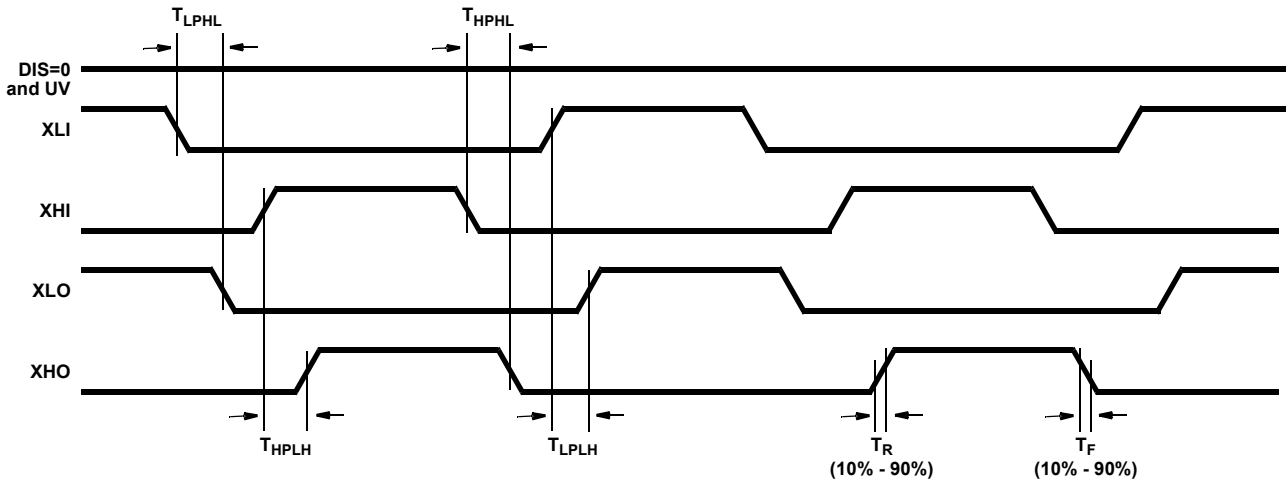 TLPHL
THPHL
DIS=0
and UV
XLI
XHI
XLO
XHO
THPLH
TLPLH
TR
(10% - 90%)
TF
(10% - 90%)